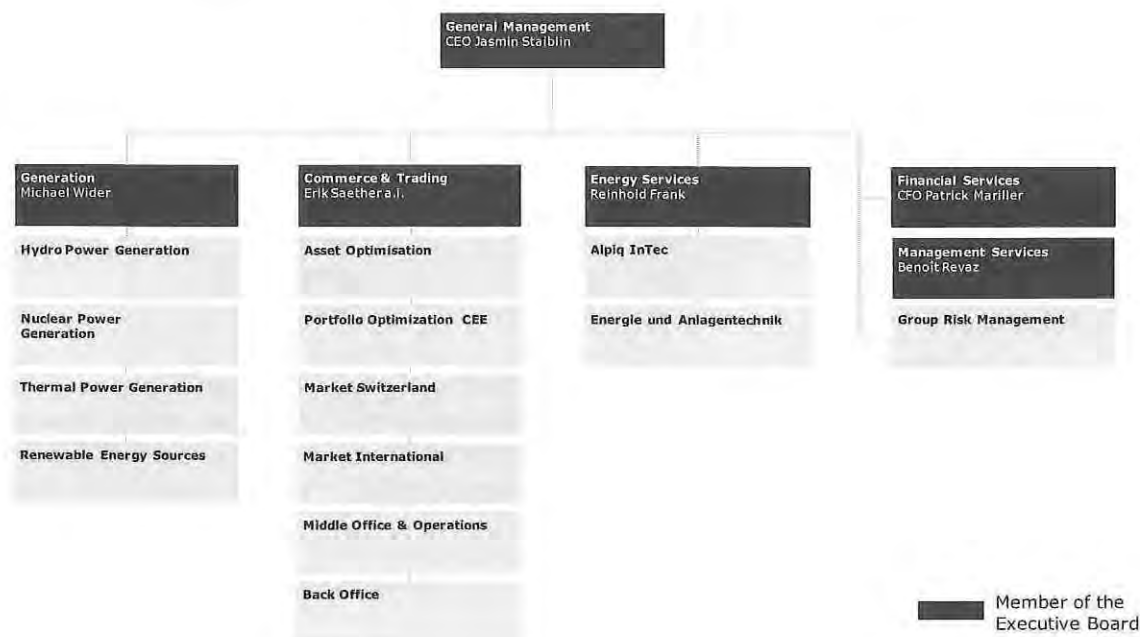 General Management
CEO Jasmin Staiblin
Generation
Michael Wider
Hydro Power Generation
Nuclear Power
Generation
Thermal Power Generation
Renewable Energy Sources
Commerce & Trading
Erik Saether a.i.
Asset Optimisation
Portfolio Optimization CEE
Market Switzerland
Market International
Middle Office & Operations
Back Office
Energy Services
Reinhold Frank
Alpiq InTec
Energie und Anlagentechnik
Financial Services
CFO Patrick Mariller
Management Services
Benoît Revaz
Group Risk Management
Member of the
Executive Board